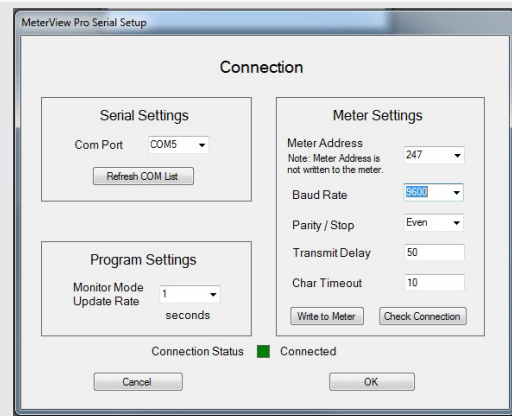 MeterView Pro Serial Setup
Connection
Serial Settings
Com Port COM5
Refresh COM List
Program Settings
Monitor Mode
Update Rate 1
seconds
Meter Settings
Meter Address
Note: Meter Address is
not written to the meter.
247
Baud Rate 9600
Parity / Stop Even
Transmit Delay 50
Char Timeout 10
Write to Meter Check Connection
Connection Status Connected
Cancel OK